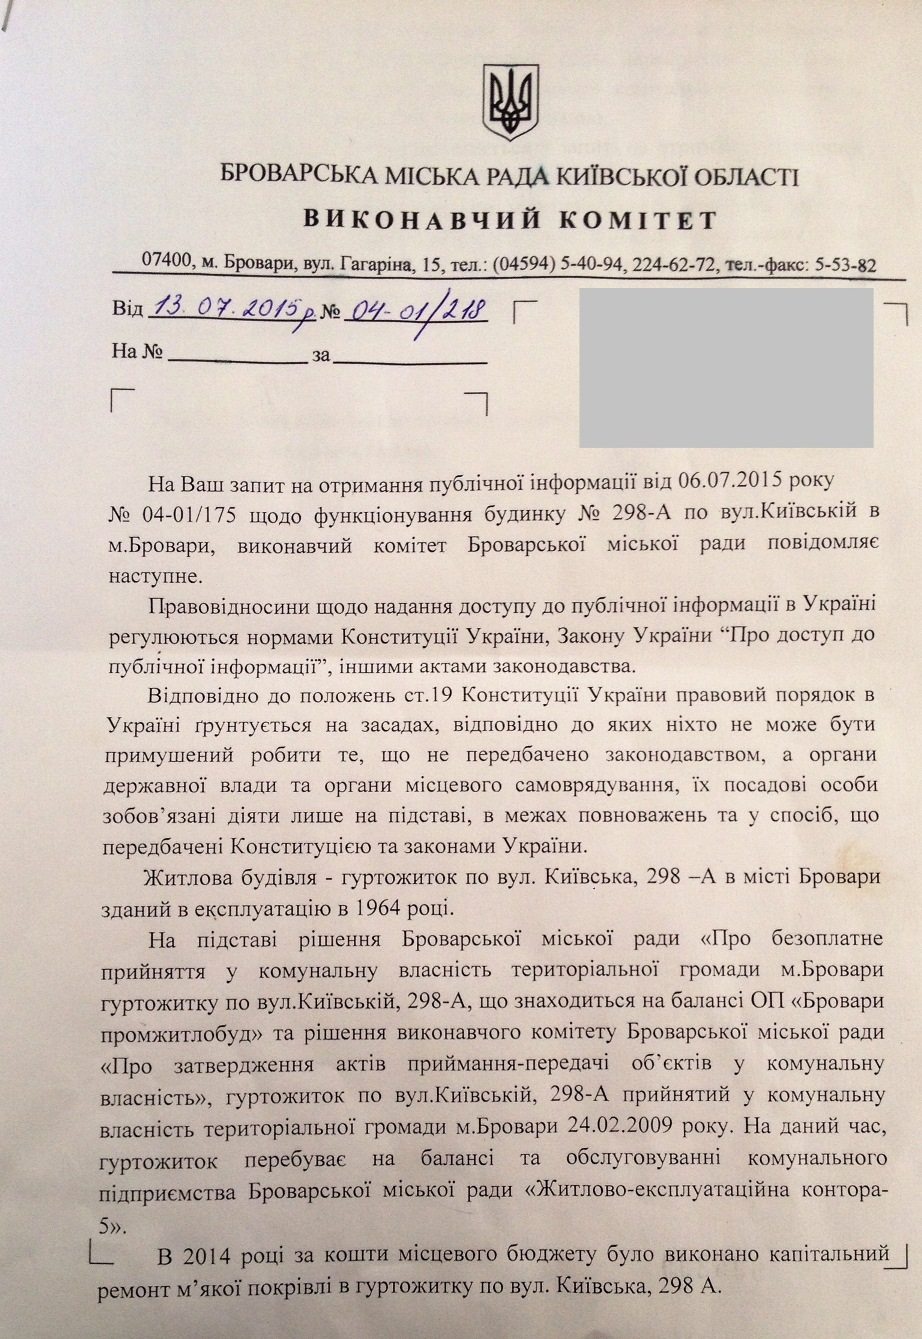 БРОВАРСЬКА МІСЬКА РАДА КИЇВСЬКОЇ ОБЛАСТІ
ВИКОНАВЧИЙ КОМІТЕТ
07400, м. Бровари, вул. Гагаріна, 15, тел.: (04594) 5-40-94, 224-62-72, тел.-факс: 5-53-82
Від 13.07.2015р. № 04-01/218
На № за
На Ваш запит на отримання публічної інформації від 06.07.2015 року
№ 04-01/175 щодо функціонування будинку № 298-А по вул.Київській в
м.Бровари, виконавчий комітет Броварської міської ради повідомляє
наступне.
Правовідносини щодо надання доступу до публічної інформації в Україні
регулюються нормами Конституції України, Закону України “Про доступ до
публічної інформації”, іншими актами законодавства.
Відповідно до положень ст.19 Конституції України правовий порядок в
Україні ґрунтується на засадах, відповідно до яких ніхто не може бути
примушений робити те, що не передбачено законодавством, а органи
державної влади та органи місцевого самоврядування, їх посадові особи
зобов’язані діяти лише на підставі, в межах повноважень та у спосіб, що
передбачені Конституцією та законами України.
Житлова будівля - гуртожиток по вул. Київська, 298 –А в місті Бровари
зданий в експлуатацію в 1964 році.
На підставі рішення Броварської міської ради «Про безоплатне
прийняття у комунальну власність територіальної громади м.Бровари
гуртожитку по вул.Київській, 298-А, що знаходиться на балансі ОП «Бровари
промжитлобуд» та рішення виконавчого комітету Броварської міської ради
«Про затвердження актів приймання-передачі об’єктів у комунальну
власність», гуртожиток по вул.Київській, 298-А прийнятий у комунальну
власність територіальної громади м.Бровари 24.02.2009 року. На даний час,
гуртожиток перебуває на балансі та обслуговуванні комунального
підприємства Броварської міської ради «Житлово-експлуатаційна контора-
5».
В 2014 році за кошти місцевого бюджету було виконано капітальний
ремонт м’якої покрівлі в гуртожитку по вул. Київська, 298 А.